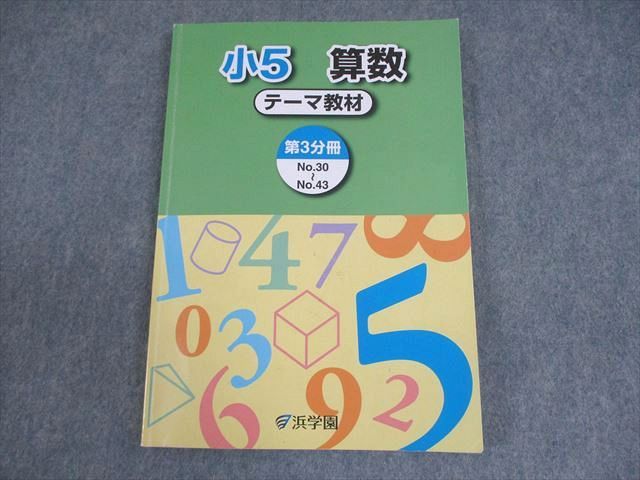 小5 算数
テーマ教材
第3分冊
No.30
～
No.43
1 4 7 8
0 3 5
6 9 2
浜学園